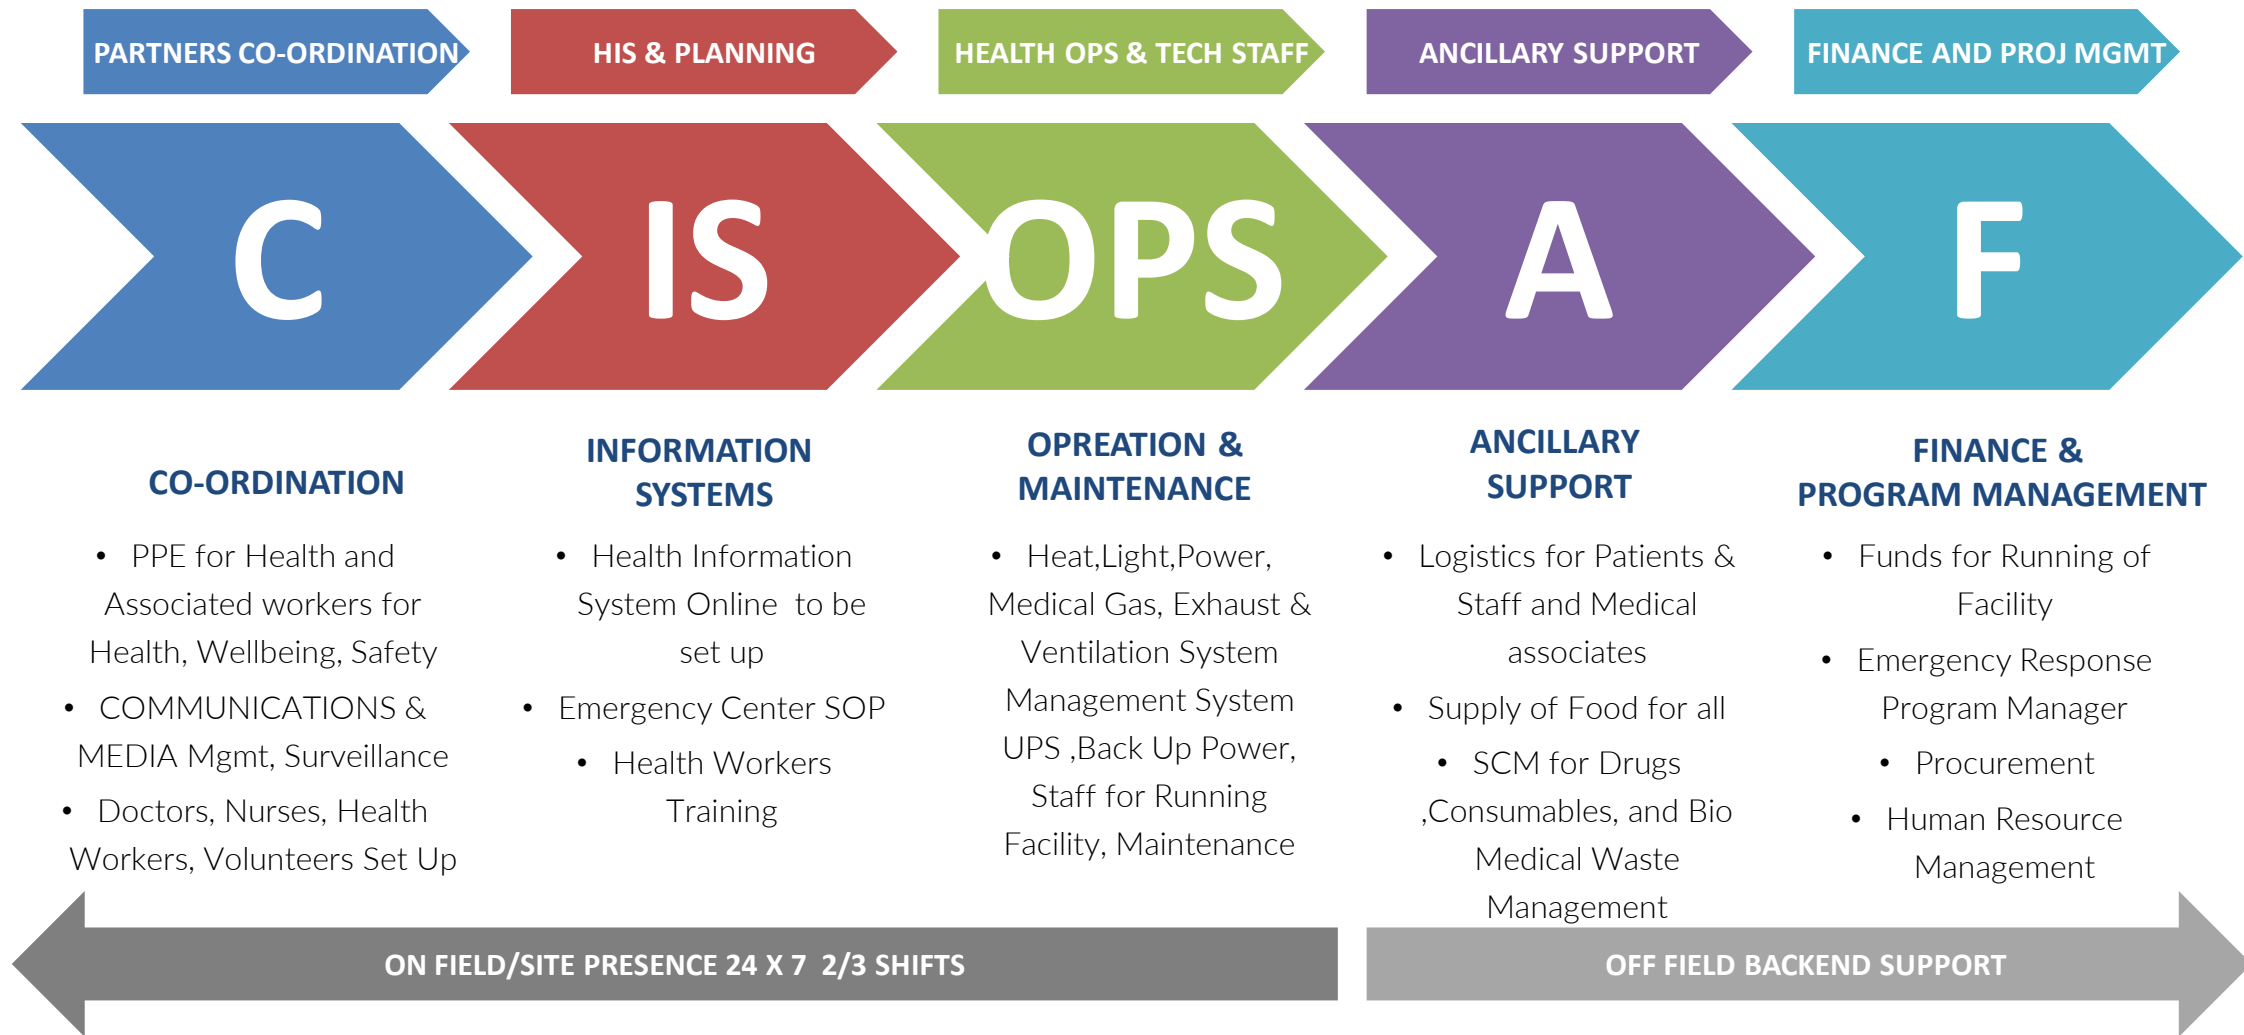 PARTNERS CO-ORDINATION
HIS & PLANNING
HEALTH OPS & TECH STAFF
ANCILLARY SUPPORT
FINANCE AND PROJ MGMT
C
IS
OPS
A
F
CO-ORDINATION
• PPE for Health and
Associated workers for
Health, Wellbeing, Safety
• COMMUNICATIONS &
MEDIA Mgmt, Surveillance
• Doctors, Nurses, Health
Workers, Volunteers Set Up
INFORMATION
SYSTEMS
• Health Information
System Online  to be
set up
• Emergency Center SOP
• Health Workers
Training
OPREATION &
MAINTENANCE
• Heat,Light,Power,
Medical Gas, Exhaust &
Ventilation System
Management System
UPS ,Back Up Power,
Staff for Running
Facility, Maintenance
ANCILLARY
SUPPORT
• Logistics for Patients &
Staff and Medical
associates
• Supply of Food for all
• SCM for Drugs
,Consumables, and Bio
Medical Waste
Management
FINANCE &
PROGRAM MANAGEMENT
• Funds for Running of
Facility
• Emergency Response
Program Manager
• Procurement
• Human Resource
Management
ON FIELD/SITE PRESENCE 24 X 7  2/3 SHIFTS
OFF FIELD BACKEND SUPPORT